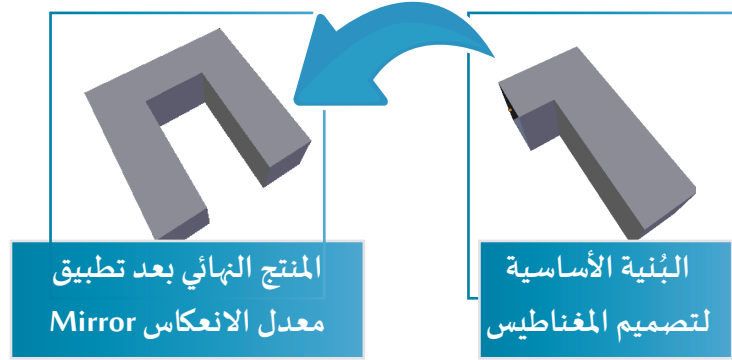 البُنية الأساسية
لتصميم المغناطيس
المنتج النهائي بعد تطبيق
معدل الانعكاس Mirror